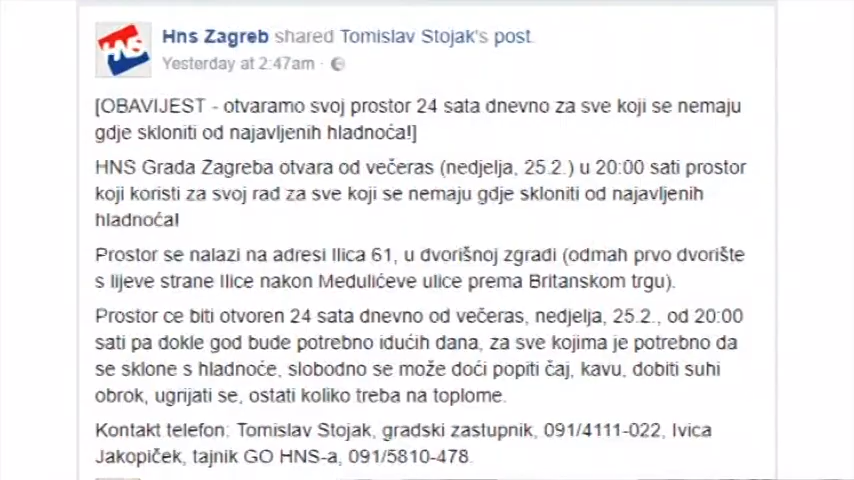 HNS
Hns Zagreb shared Tomislav Stojak's post.
Yesterday at 2:47am ·
[OBAVIJEST - otvaramo svoj prostor 24 sata dnevno za sve koji se nemaju
gdje skloniti od najavljenih hladnoća!]
HNS Grada Zagreba otvara od večeras (nedjelja, 25.2.) u 20:00 sati prostor
koji koristi za svoj rad za sve koji se nemaju gdje skloniti od najavljenih
hladnoća!
Prostor se nalazi na adresi Ilica 61, u dvorišnoj zgradi (odmah prvo dvorište
s lijeve strane Ilice nakon Medulićeve ulice prema Britanskom trgu).
Prostor ce biti otvoren 24 sata dnevno od večeras, nedjelja, 25.2., od 20:00
sati pa dokle god bude potrebno idućih dana, za sve kojima je potrebno da
se sklone s hladnoće, slobodno se može doći popiti čaj, kavu, dobiti suhi
obrok, ugrijati se, ostati koliko treba na toplome.
Kontakt telefon: Tomislav Stojak, gradski zastupnik, 091/4111-022, Ivica
Jakopiček, tajnik GO HNS-a, 091/5810-478.